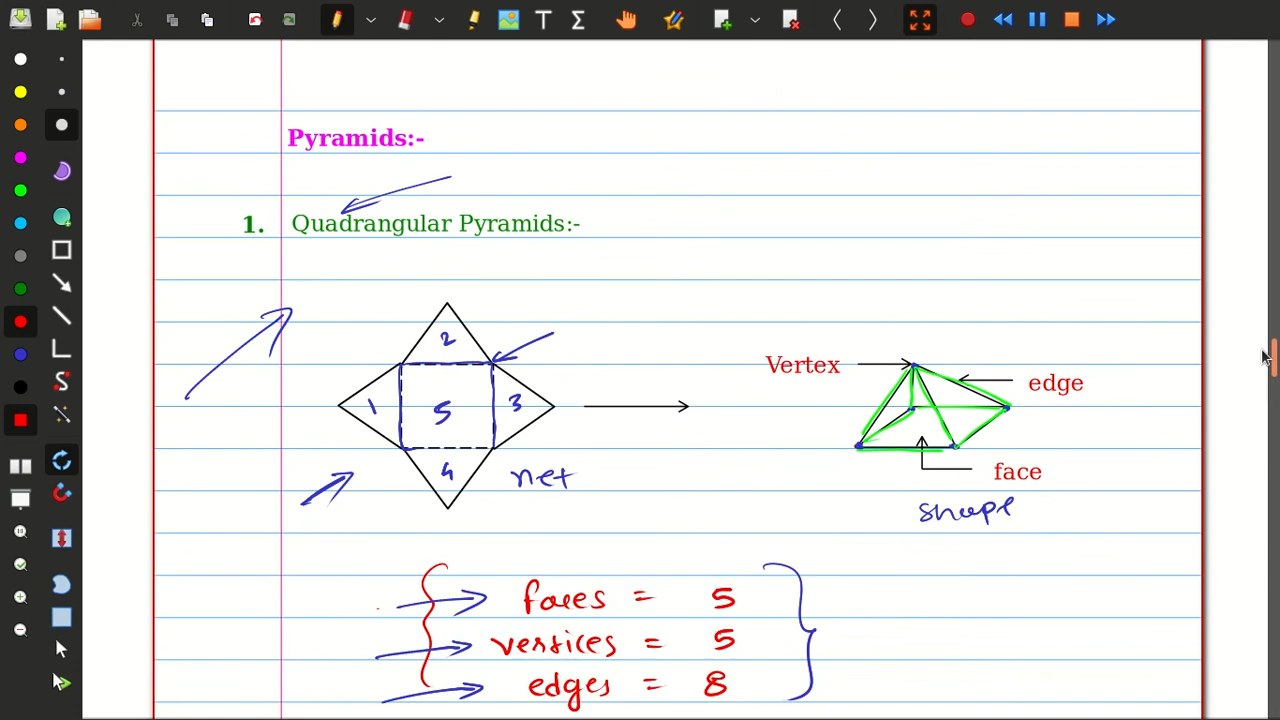 Pyramids:-
1. Quadrangular Pyramids:-
2
Vertex
edge
1 5 3
4 net
face
shape
faces = 5
vertices = 5
edges = 8